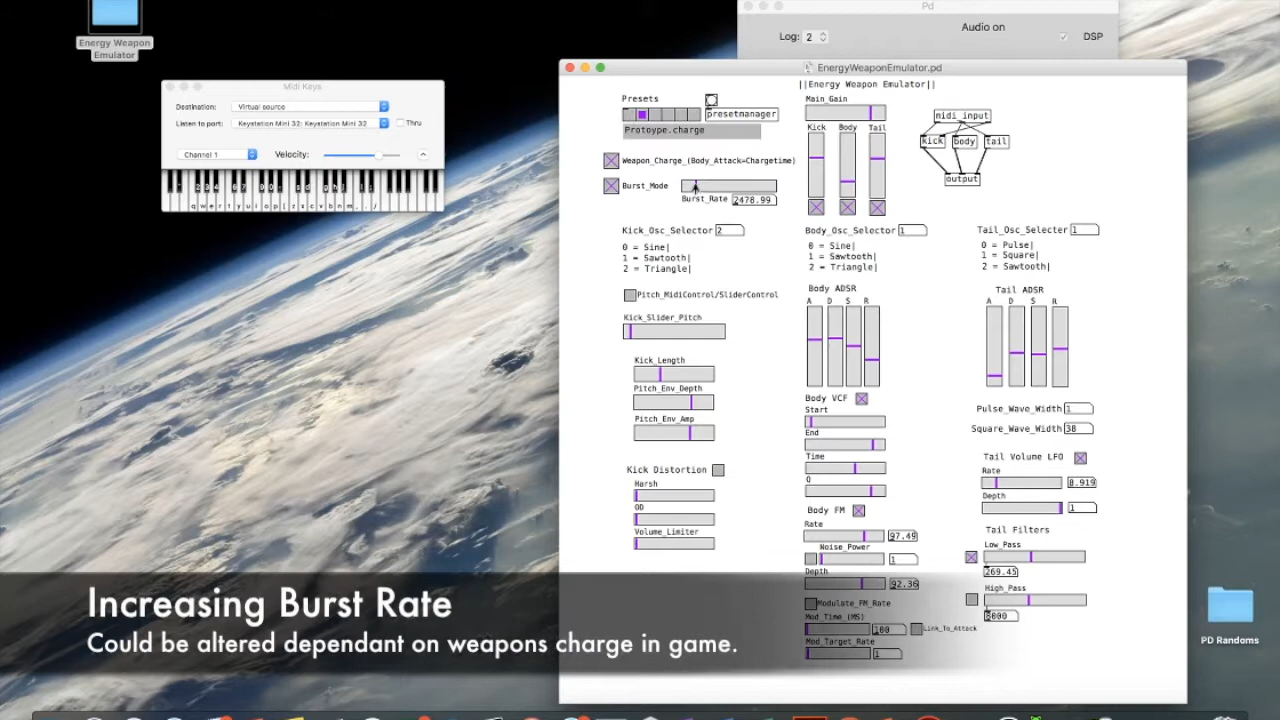 Energy Weapon
Emulator
Midi Keys
Destination: Virtual source
Listen to port: Keystation Mini 32: Keystation Mini 32 Thru
Channel 1 Velocity:
q w e r t y u i o p [ ]
Pd
Audio on
Log: 2 DSP
EnergyWeaponEmulator.pd
||Energy Weapon Emulator||
Presets
presetmanager
Protoype.charge
Weapon_Charge_(Body_Attack=Chargetime)
Burst_Mode
Burst_Rate 2478.99
Main_Gain
Kick Body Tail
midi_input
kick body tail
output
Kick_Osc_Selector 2
0 = Sine|
1 = Sawtooth|
2 = Triangle|
Pitch_MidiControl/SliderControl
Kick_Slider_Pitch
Kick_Length
Pitch_Env_Depth
Pitch_Env_Amp
Kick Distortion
Harsh
OD
Volume_Limiter
Body_Osc_Selector 1
0 = Sine|
1 = Sawtooth|
2 = Triangle|
Body ADSR
A D S R
Body VCF
Start
End
Time
Q
Body FM
Rate
97.49
Noise_Power
1
Depth
92.36
Modulate_FM_Rate
Mod_Time_(MS)
100 Link_To_Attack
Mod_Target_Rate
1
Tail_Osc_Selecter 1
0 = Pulse|
1 = Square|
2 = Sawtooth|
Tail ADSR
A D S R
Pulse_Wave_Width 1
Square_Wave_Width 38
Tail Volume LFO
Rate
8.919
Depth
1
Tail Filters
Low_Pass
269.45
High_Pass
8000
PD Randoms
Increasing Burst Rate
Could be altered dependant on weapons charge in game.